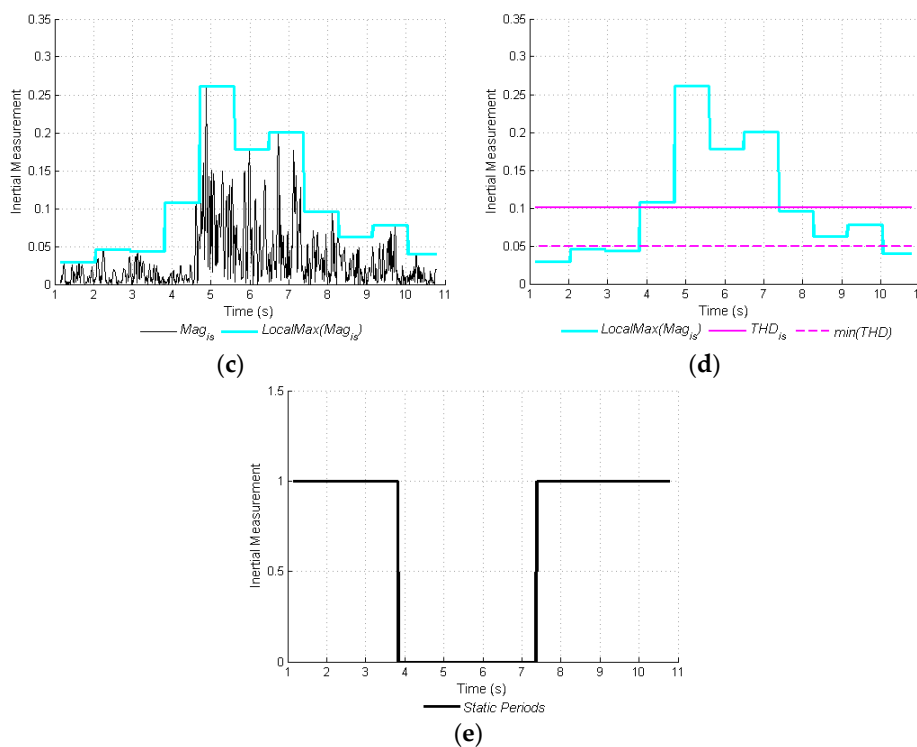 0.35
0.3
0.25
0.2
0.15
0.1
0.05
0
Inertial Measurement
1 2 3 4 5 6 7 8 9 10 11
Time (s)
Mag_is LocalMax(Mag_is)
(c)
0.35
0.3
0.25
0.2
0.15
0.1
0.05
0
Inertial Measurement
1 2 3 4 5 6 7 8 9 10 1
Time (s)
LocalMax(Mag_is) THD_is min(THD)
(d)
1.5
1
0.5
0
Inertial Measurement
1 2 3 4 5 6 7 8 9 10 11
Time (s)
Static Periods
(e)